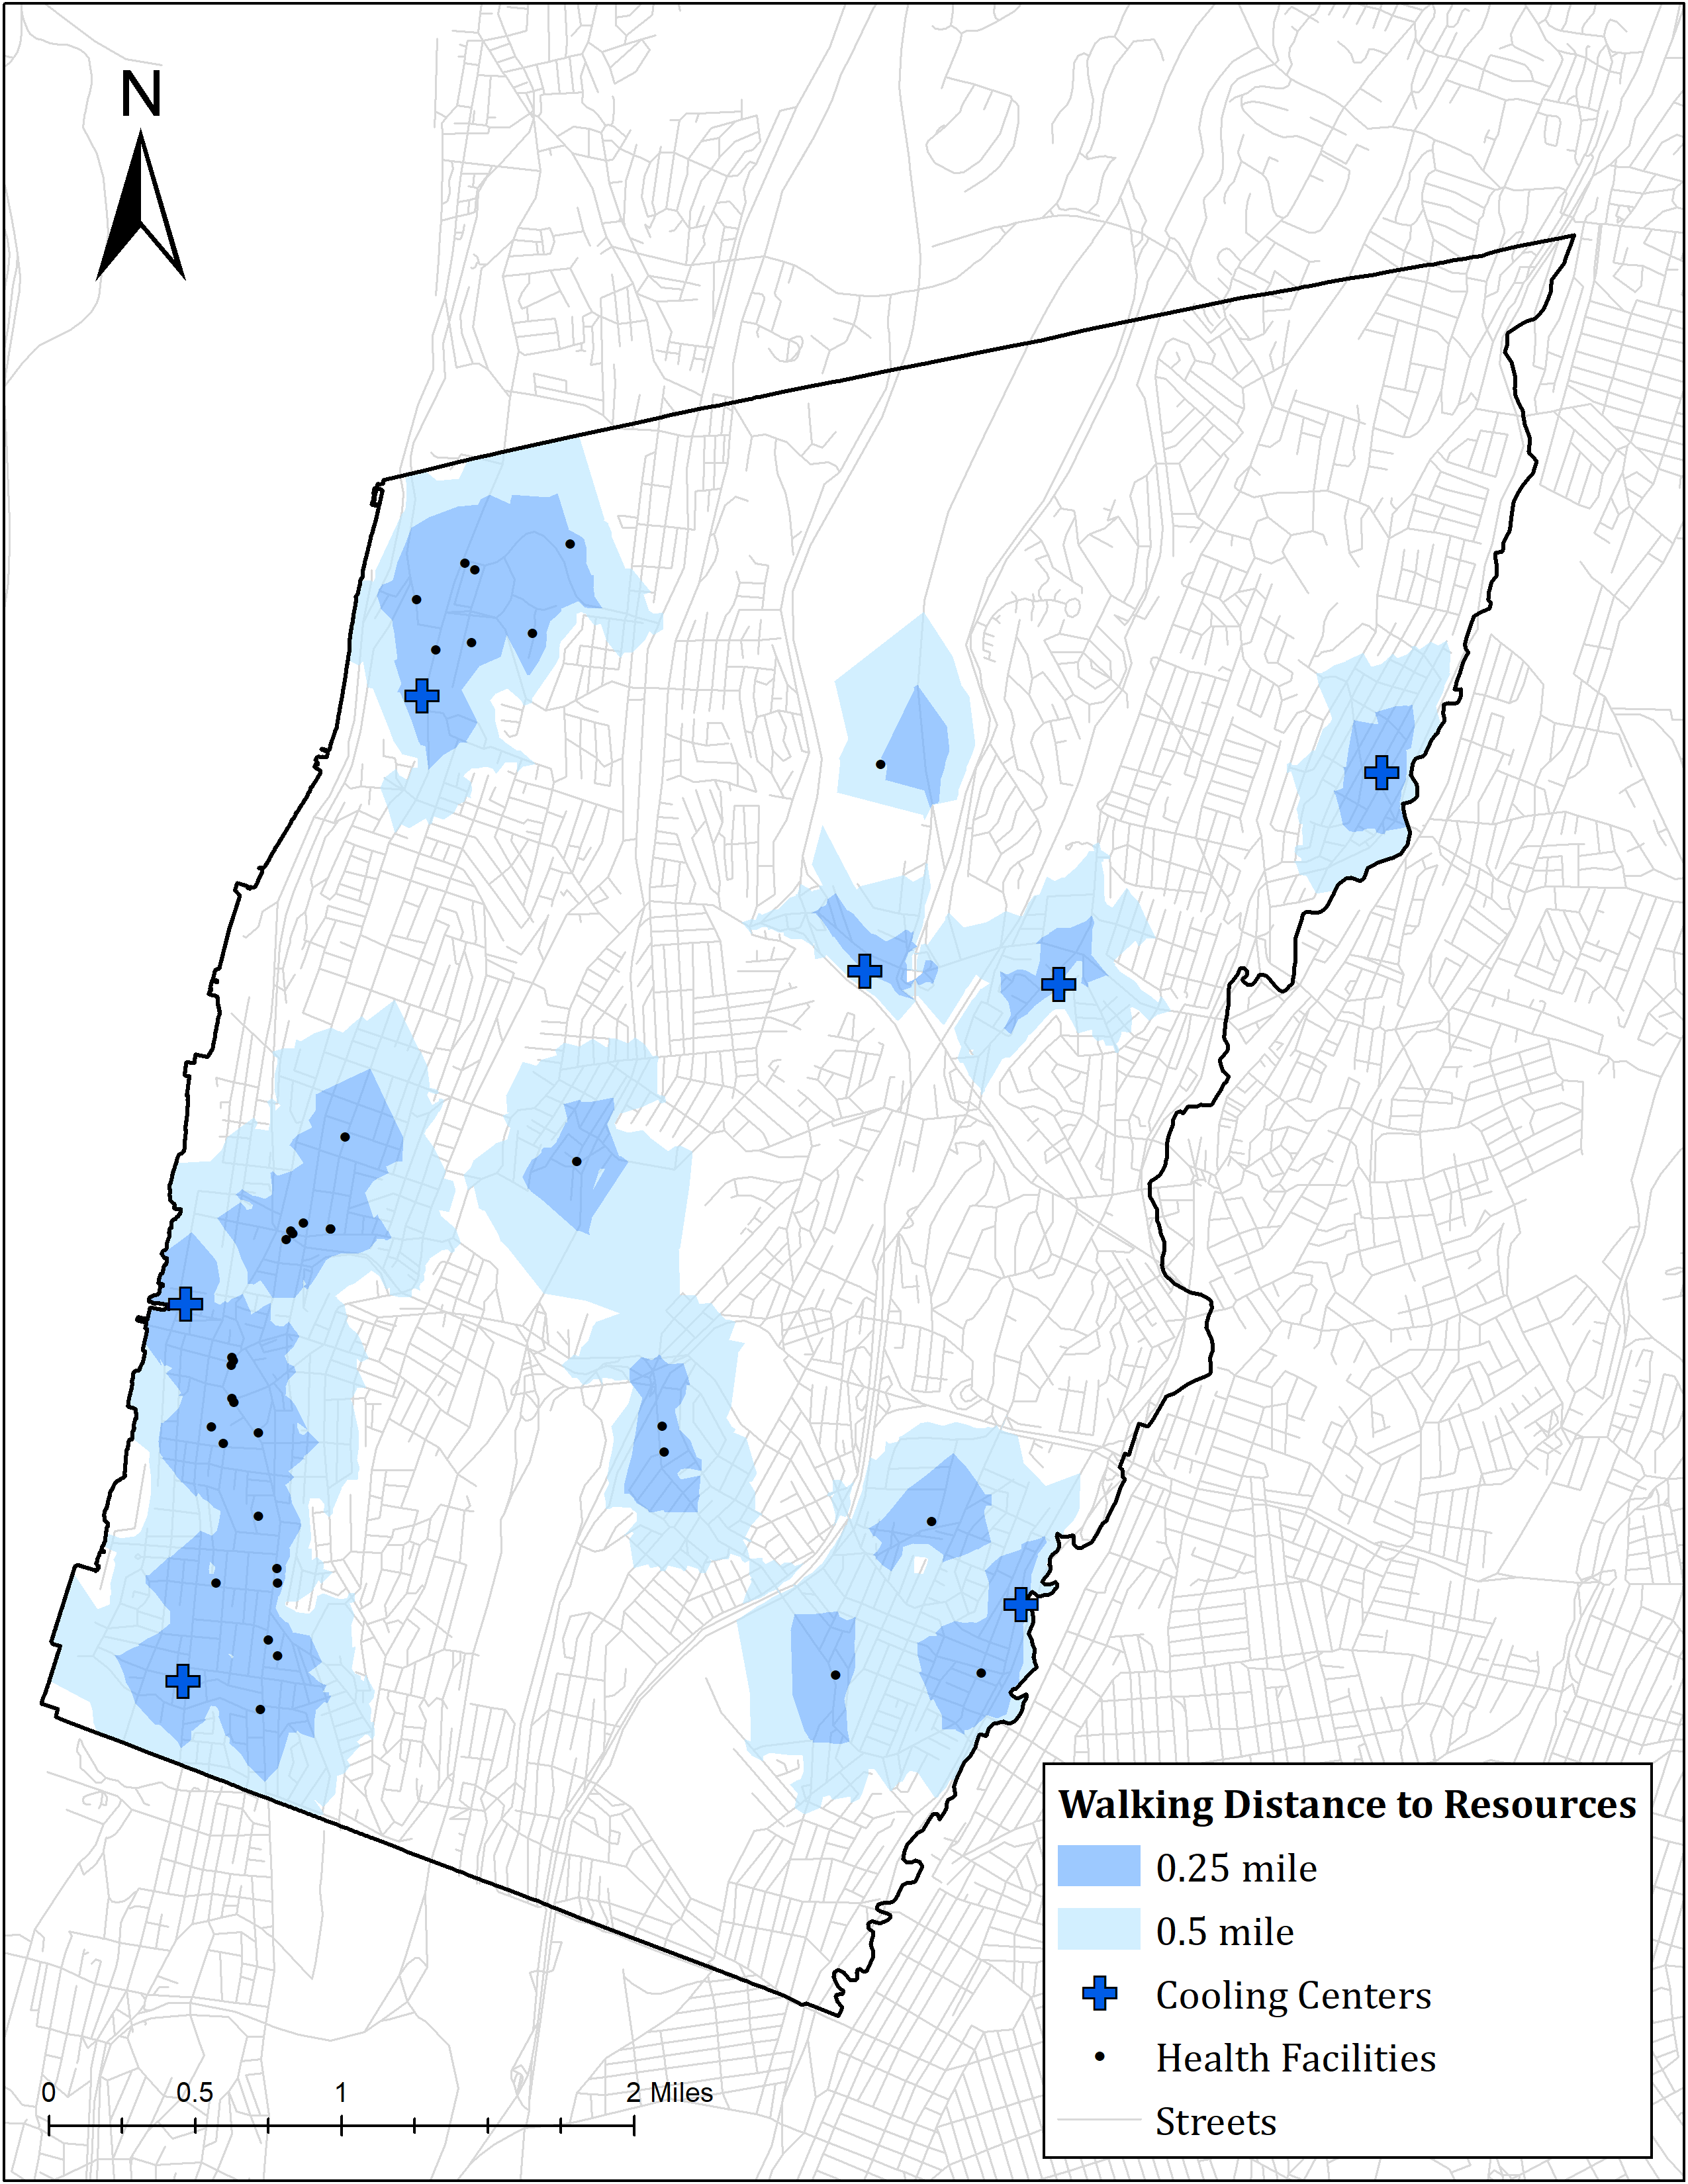 N
Walking Distance to Resources
0.25 mile
0.5 mile
Cooling Centers
Health Facilities
Streets
0 0.5 1 2 Miles